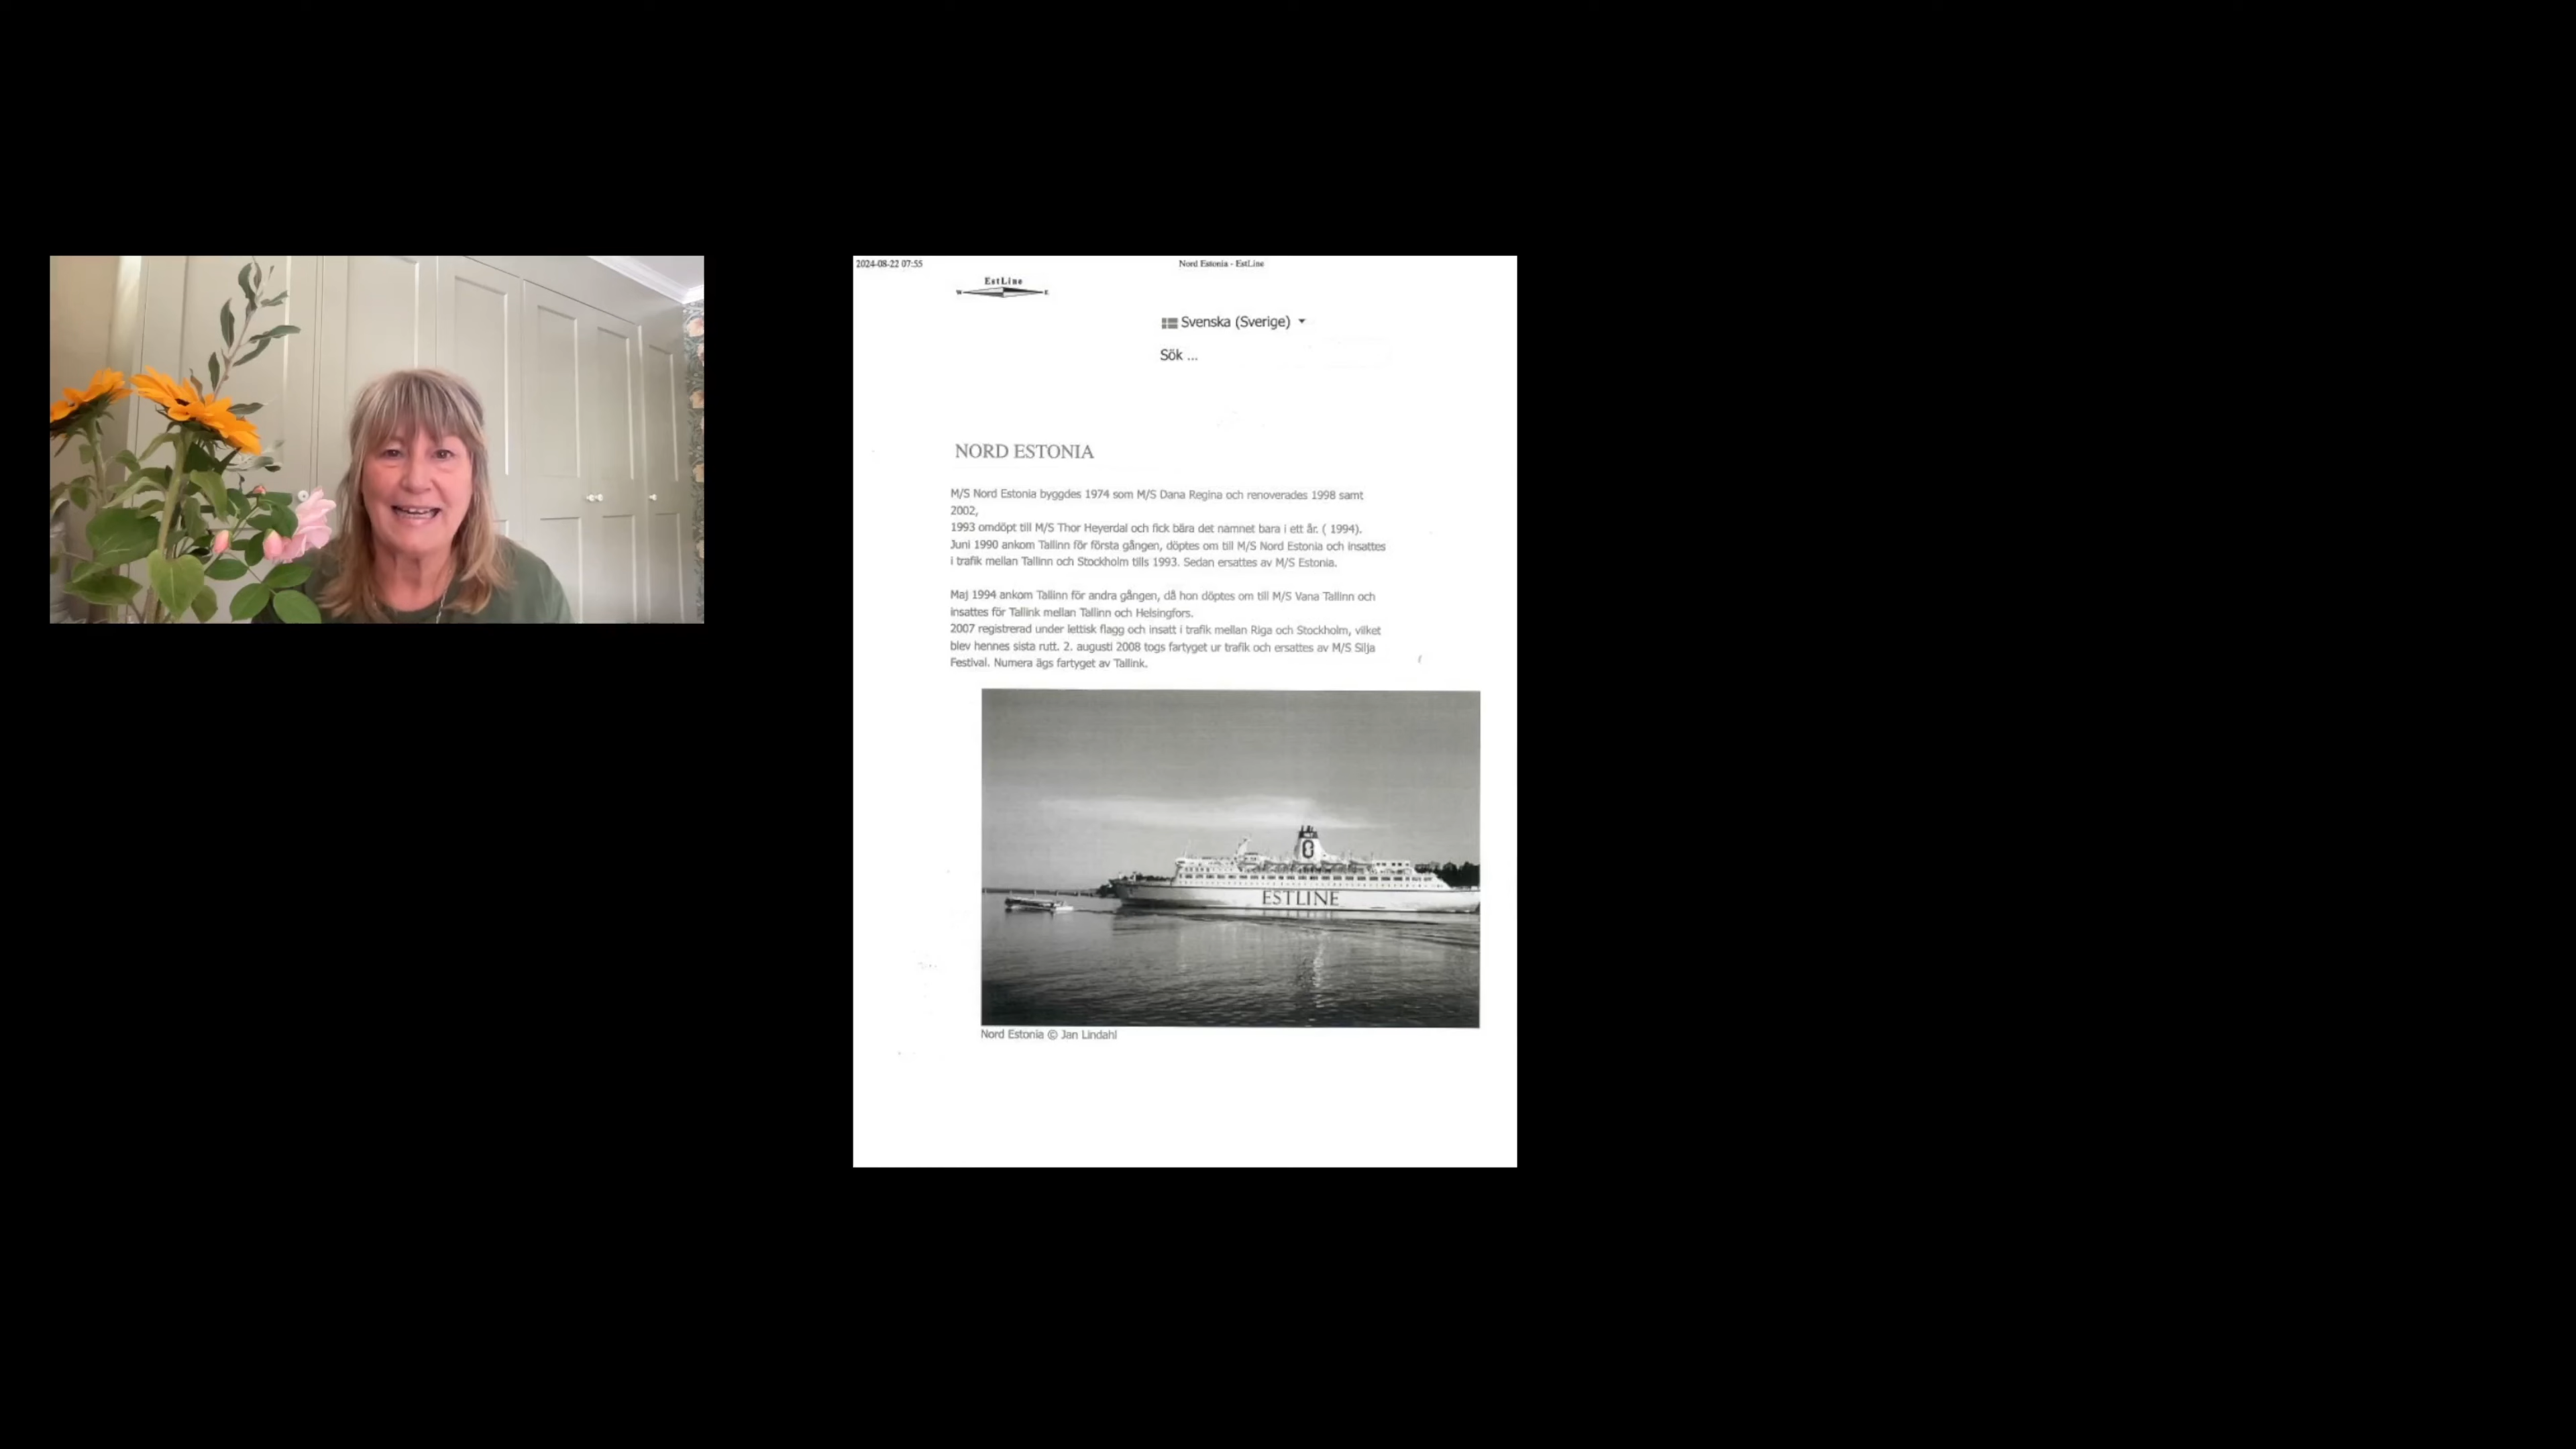 2024-08-22 07:55
Nord Estonia - EstLine
EstLine
W E
Svenska (Sverige)
Sök ...
NORD ESTONIA
M/S Nord Estonia byggdes 1974 som M/S Dana Regina och renoverades 1998 samt
2002,
1993 omdöpt till M/S Thor Heyerdal och fick bära det namnet bara i ett år. ( 1994).
Juni 1990 ankom Tallinn för första gången, döptes om till M/S Nord Estonia och insattes
i trafik mellan Tallinn och Stockholm tills 1993. Sedan ersattes av M/S Estonia.
Maj 1994 ankom Tallinn för andra gången, då hon döptes om till M/S Vana Tallinn och
insattes för Tallink mellan Tallinn och Helsingfors.
2007 registrerad under lettisk flagg och insatt i trafik mellan Riga och Stockholm, vilket
blev hennes sista rutt. 2. augusti 2008 togs fartyget ur trafik och ersattes av M/S Silja
Festival. Numera ägs fartyget av Tallink.
ESTLINE
Nord Estonia © Jan Lindahl